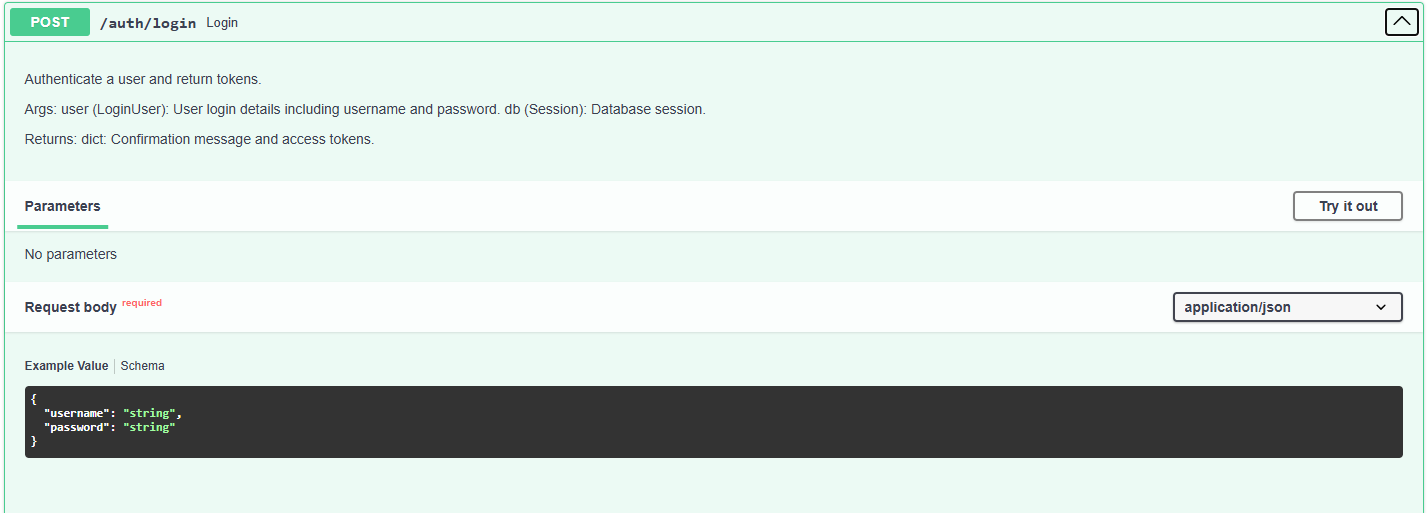 POST /auth/login Login
Authenticate a user and return tokens.
Args: user (LoginUser): User login details including username and password. db (Session): Database session.
Returns: dict: Confirmation message and access tokens.
Parameters Try it out
No parameters
Request body required application/json
Example Value Schema
{
  "username": "string",
  "password": "string"
}